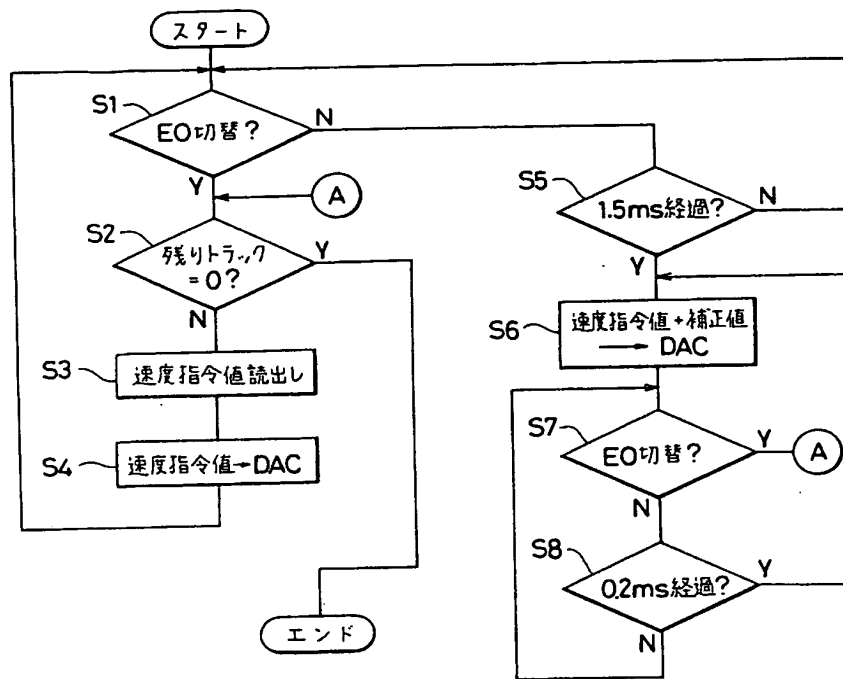 スタート
S1
EO切替?
N
Y
A
S2
残りトラック
=0?
Y
N
S3
速度指令値読出し
S4
速度指令値→DAC
エンド
S5
1.5ms経過?
N
Y
S6
速度指令値+補正値
→ DAC
S7
EO切替?
Y
A
N
S8
0.2ms経過?
Y
N